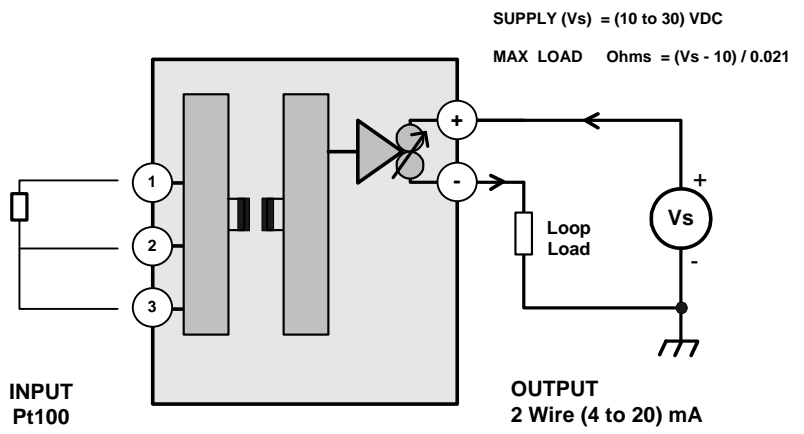 SUPPLY (Vs) = (10 to 30) VDC
MAX LOAD Ohms = (Vs - 10) / 0.021
+
1
-
+
2
Loop
Load
Vs
-
3
INPUT
Pt100
OUTPUT
2 Wire (4 to 20) mA